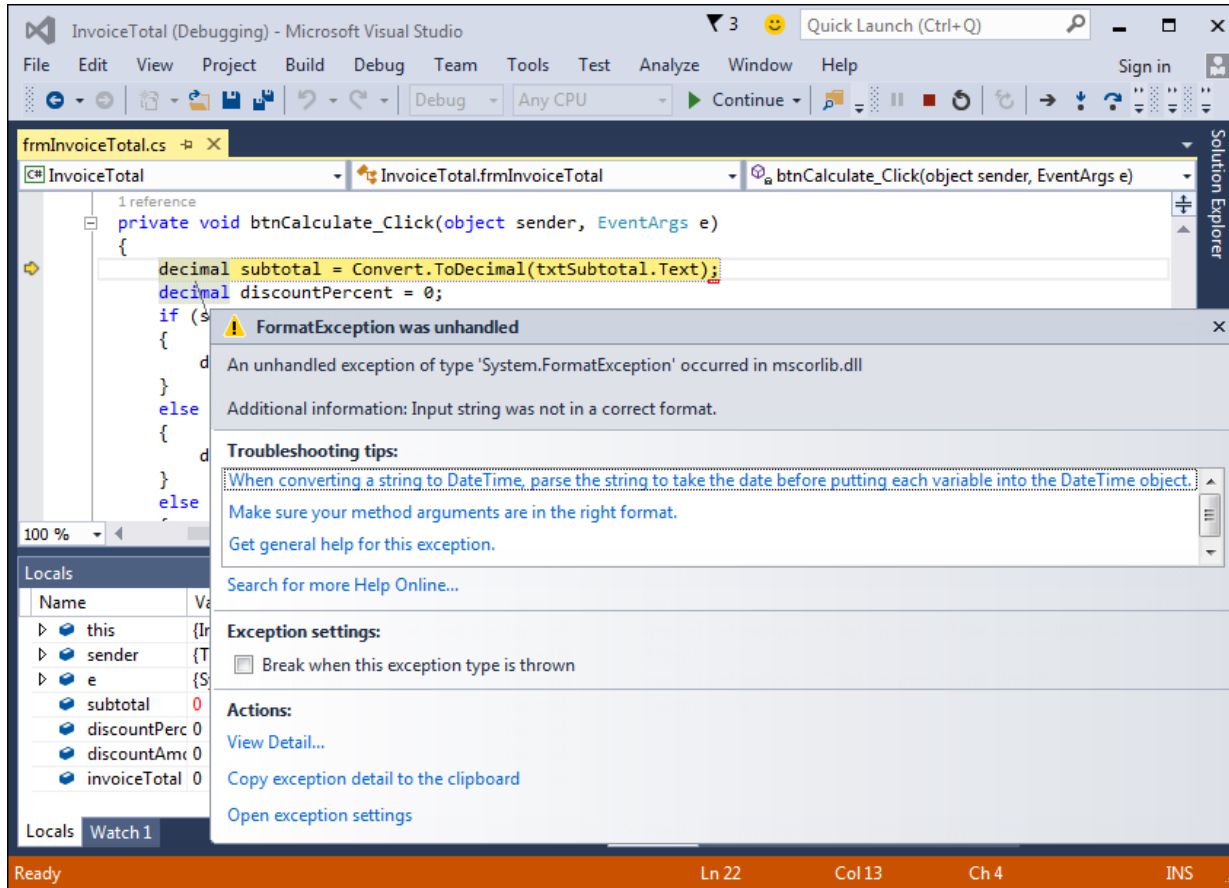 InvoiceTotal (Debugging) - Microsoft Visual Studio
3
Quick Launch (Ctrl+Q)
File Edit View Project Build Debug Team Tools Test Analyze Window Help Sign in
Debug Any CPU Continue
frmInvoiceTotal.cs
C# InvoiceTotal InvoiceTotal.frmInvoiceTotal btnCalculate_Click(object sender, EventArgs e)
Solution Explorer
1 reference
private void btnCalculate_Click(object sender, EventArgs e)
{
decimal subtotal = Convert.ToDecimal(txtSubtotal.Text);
decimal discountPercent = 0;
if (s
{
d
}
else
{
d
}
else
100 %
FormatException was unhandled
An unhandled exception of type 'System.FormatException' occurred in mscorlib.dll
Additional information: Input string was not in a correct format.
Troubleshooting tips:
When converting a string to DateTime, parse the string to take the date before putting each variable into the DateTime object.
Make sure your method arguments are in the right format.
Get general help for this exception.
Search for more Help Online...
Exception settings:
Break when this exception type is thrown
Actions:
View Detail...
Copy exception detail to the clipboard
Open exception settings
Locals
Name Va
this {In
sender {T
e {Sy
subtotal 0
discountPerc 0
discountAmo 0
invoiceTotal 0
Locals Watch 1
Ready Ln 22 Col 13 Ch 4 INS